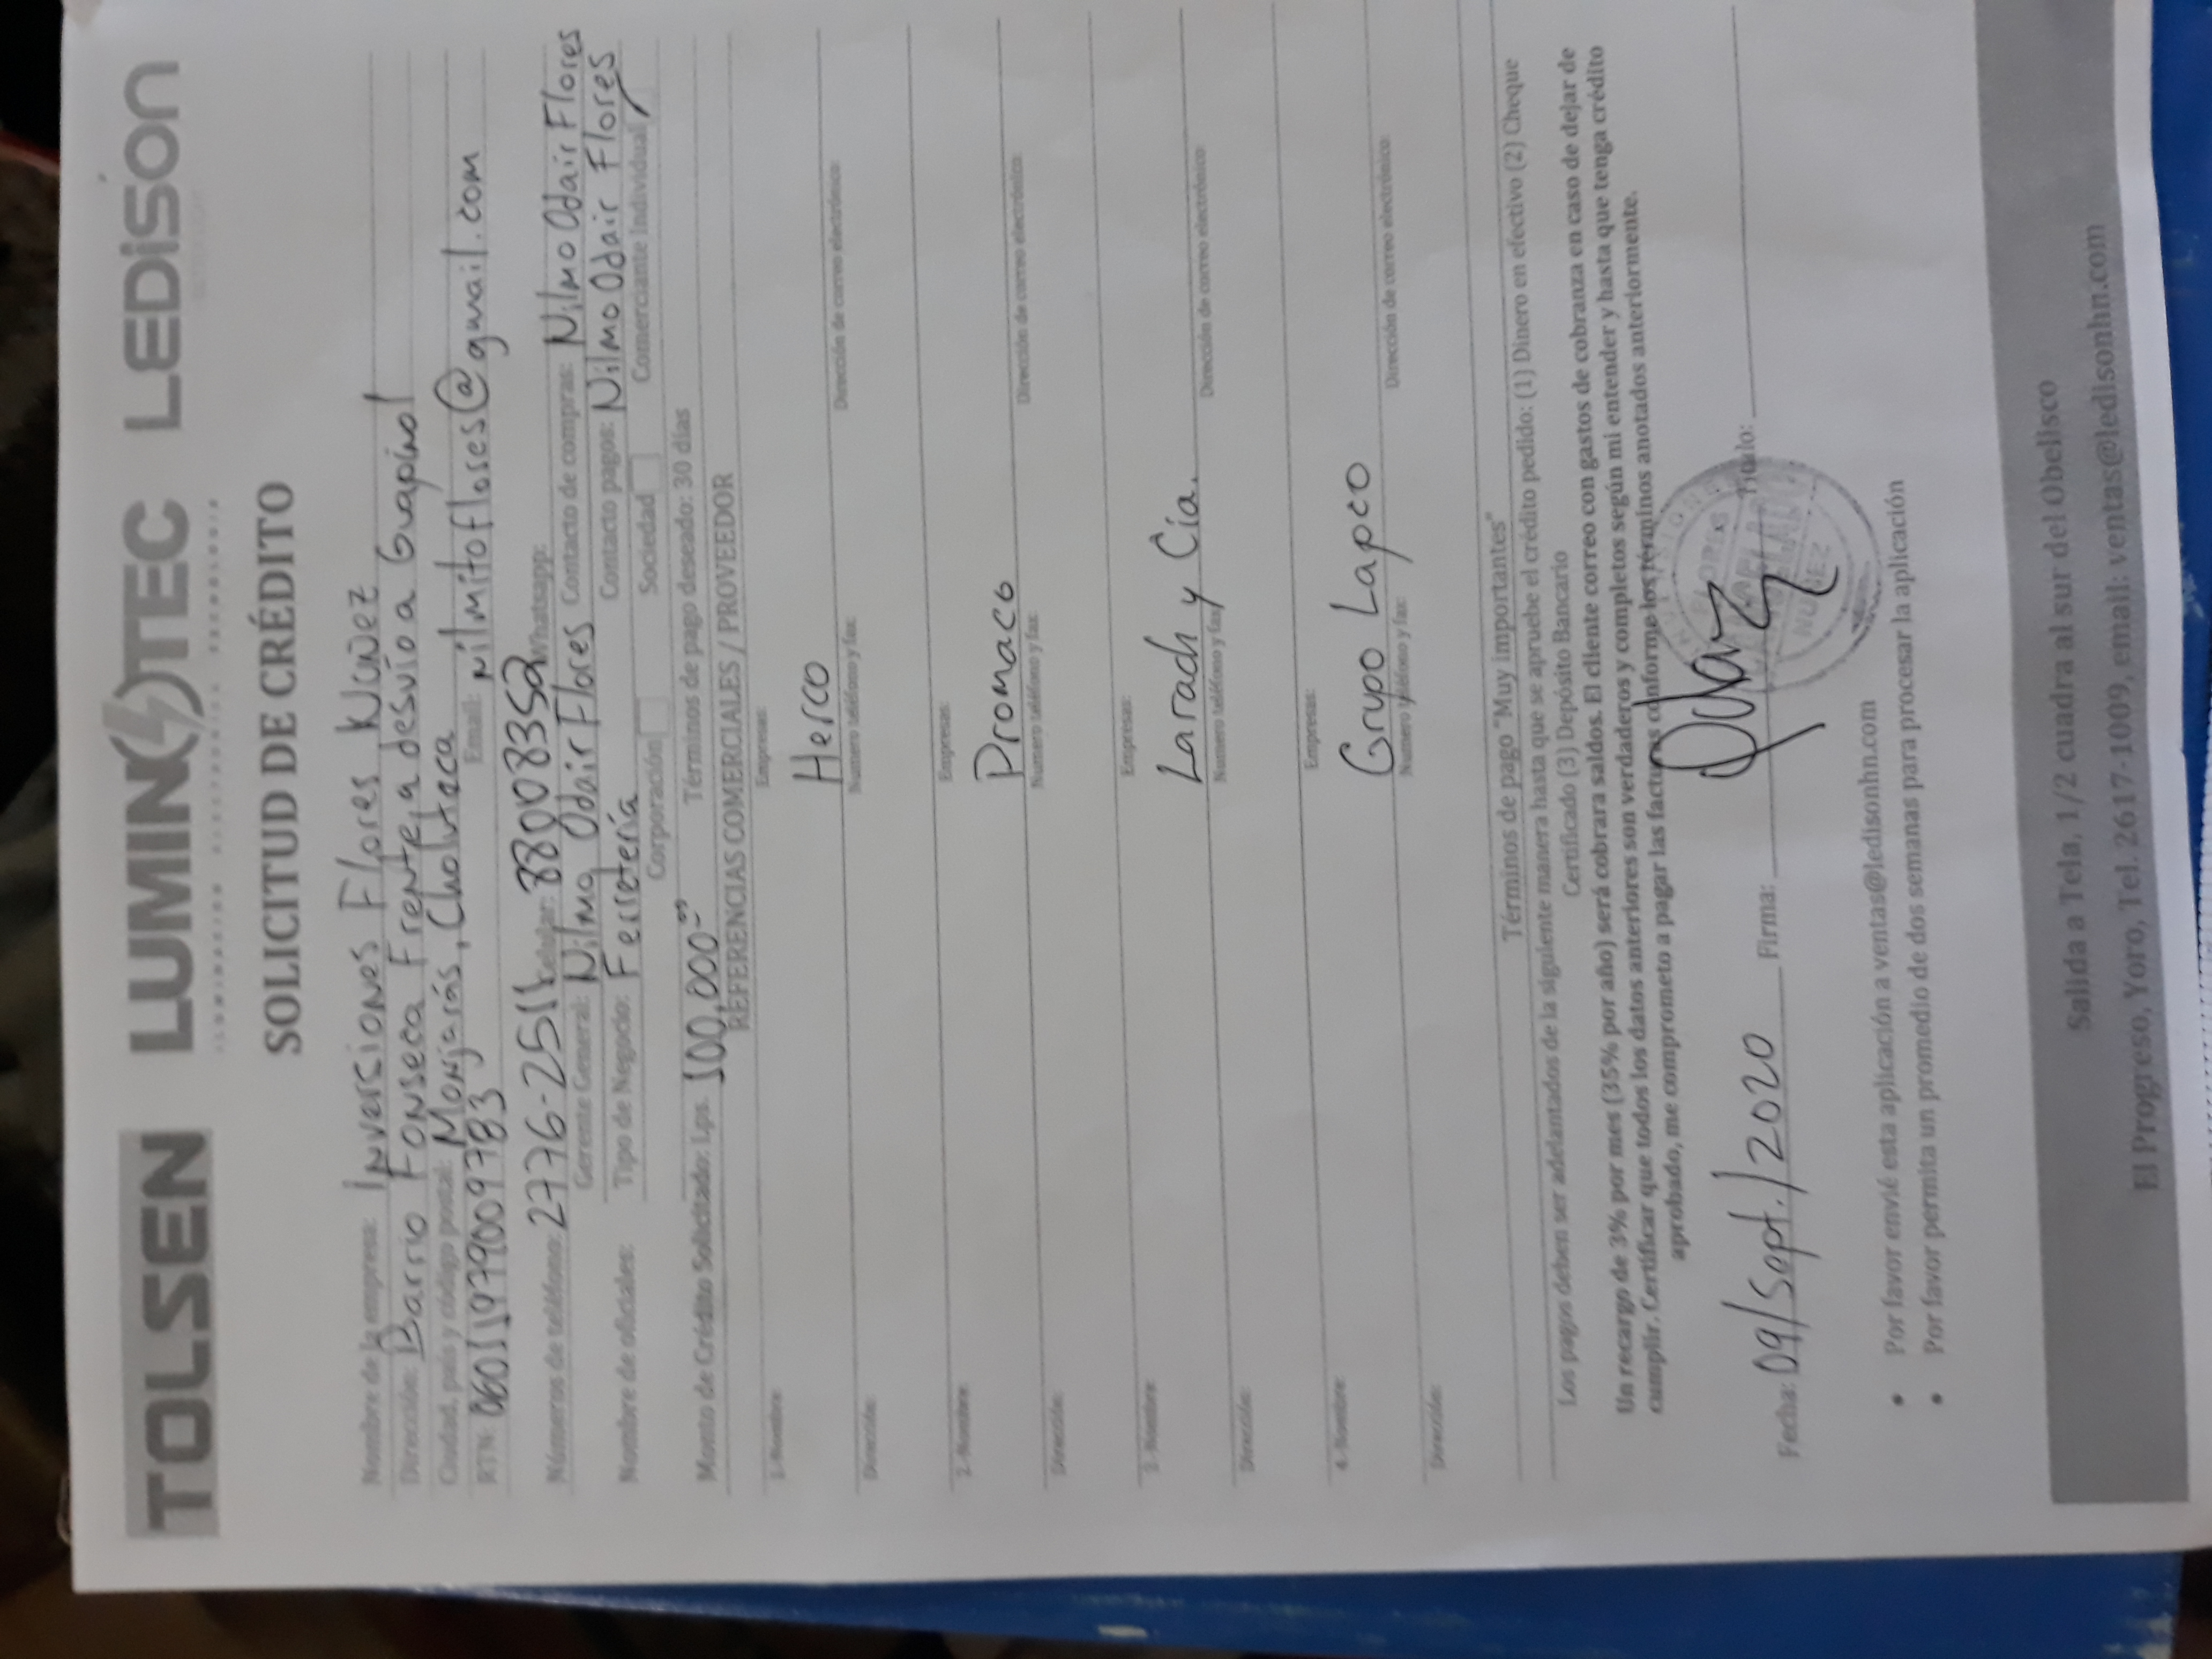 TOLSEN LUMINOTEC LEDISON
ILUMINACION ELECTRONICA TECNOLOGIA
SOLICITUD DE CRÉDITO
Nombre de la empresa: Inversiones Flores Nuñez
Dirección: Barrio Fonseca Frente a desvío a Guapinol
Ciudad, país y código postal: Monjarás, Choluteca
RTN: 06011979009783 Email: nilmitoflores@gmail.com
Números de teléfono: 2776-2511 Celular: 88008352 Whatsapp:
Gerente General: Nilmo Odair Flores Contacto de compras: Nilmo Odair Flores
Nombre de oficiales: Tipo de Negocio: Ferretería Contacto pagos: Nilmo Odair Flores
Corporación Sociedad Comerciante Individual
Monto de Crédito Solicitado: Lps. 100,000.00 Términos de pago deseado: 30 días
REFERENCIAS COMERCIALES / PROVEEDOR
1.-Nombre: Empresas:
Herco
Dirección: Numero teléfono y fax: Dirección de correo electrónico:
2.-Nombre: Empresas:
Promaco
Dirección: Numero teléfono y fax: Dirección de correo electrónico:
3.-Nombre: Empresas:
Larach y Cía.
Dirección: Numero teléfono y fax: Dirección de correo electrónico:
4.-Nombre: Empresas:
Grupo Lapco
Dirección: Numero teléfono y fax: Dirección de correo electrónico:
Términos de pago "Muy importantes"
Los pagos deben ser adelantados de la siguiente manera hasta que se apruebe el crédito pedido: (1) Dinero en efectivo (2) Cheque
Certificado (3) Depósito Bancario
Un recargo de 3% por mes (35% por año) será cobrara saldos. El cliente correo con gastos de cobranza en caso de dejar de
cumplir. Certificar que todos los datos anteriores son verdaderos y completos según mi entender y hasta que tenga crédito
aprobado, me comprometo a pagar las facturas conforme los términos anotados anteriormente.
INVERSIONES
FLORES
CANCELADO
NUÑEZ
Fecha: 09/Sept./2020 Firma: Titulo:
• Por favor envié esta aplicación a ventas@ledisonhn.com
• Por favor permita un promedio de dos semanas para procesar la aplicación
Salida a Tela, 1/2 cuadra al sur del Obelisco
El Progreso, Yoro, Tel. 2617-1009, email: ventas@ledisonhn.com